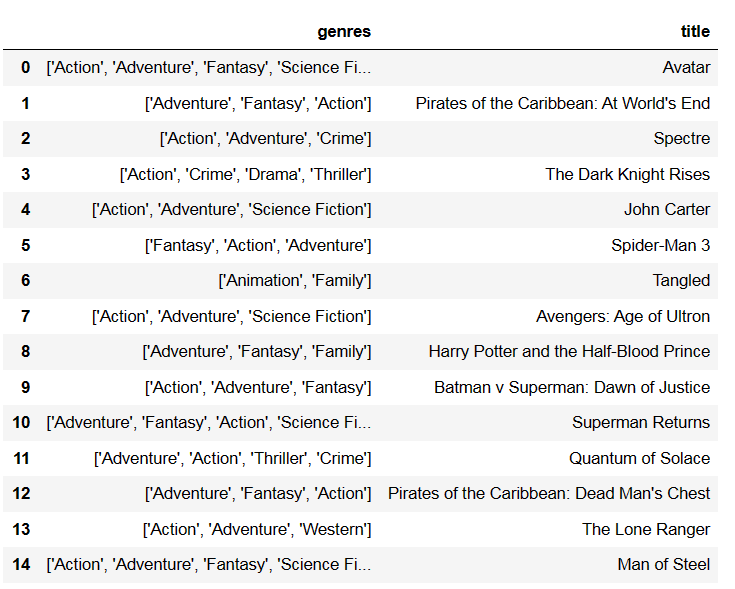 genres title
0 ['Action', 'Adventure', 'Fantasy', 'Science Fi... Avatar
1 ['Adventure', 'Fantasy', 'Action'] Pirates of the Caribbean: At World's End
2 ['Action', 'Adventure', 'Crime'] Spectre
3 ['Action', 'Crime', 'Drama', 'Thriller'] The Dark Knight Rises
4 ['Action', 'Adventure', 'Science Fiction'] John Carter
5 ['Fantasy', 'Action', 'Adventure'] Spider-Man 3
6 ['Animation', 'Family'] Tangled
7 ['Action', 'Adventure', 'Science Fiction'] Avengers: Age of Ultron
8 ['Adventure', 'Fantasy', 'Family'] Harry Potter and the Half-Blood Prince
9 ['Action', 'Adventure', 'Fantasy'] Batman v Superman: Dawn of Justice
10 ['Adventure', 'Fantasy', 'Action', 'Science Fi... Superman Returns
11 ['Adventure', 'Action', 'Thriller', 'Crime'] Quantum of Solace
12 ['Adventure', 'Fantasy', 'Action'] Pirates of the Caribbean: Dead Man's Chest
13 ['Action', 'Adventure', 'Western'] The Lone Ranger
14 ['Action', 'Adventure', 'Fantasy', 'Science Fi... Man of Steel